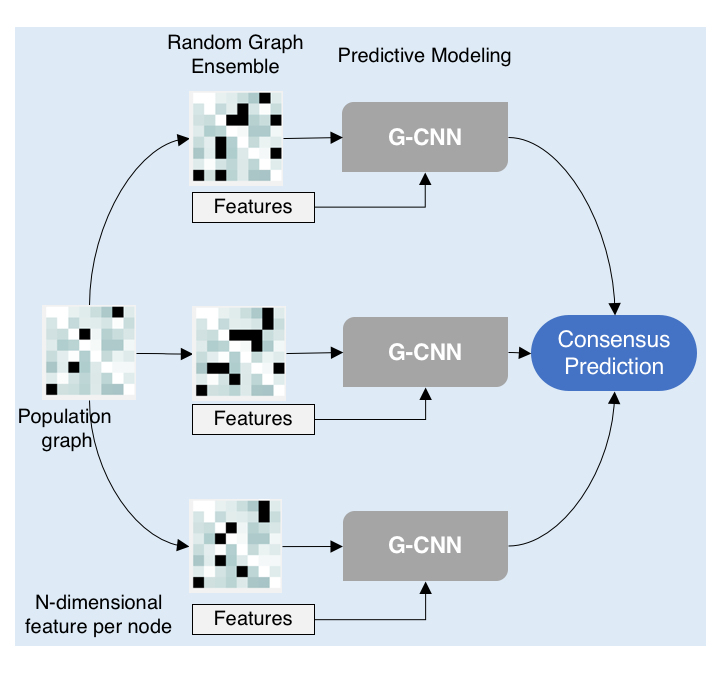 Random Graph
Ensemble
Predictive Modeling
G-CNN
Features
G-CNN
Consensus
Prediction
Features
Population
graph
G-CNN
N-dimensional
feature per node
Features